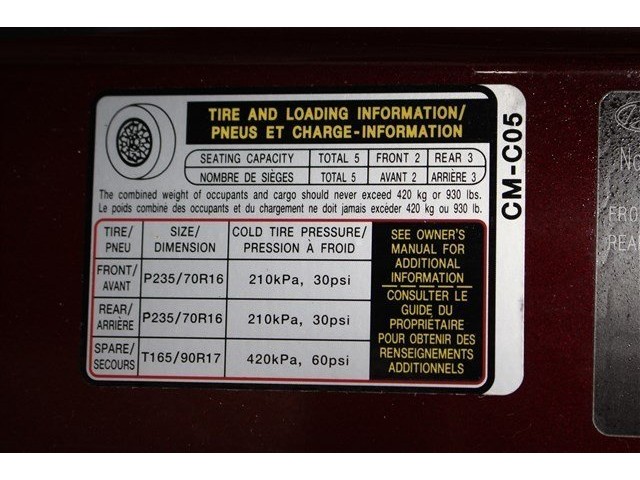 TIRE AND LOADING INFORMATION/
PNEUS ET CHARGE-INFORMATION
SEATING CAPACITY TOTAL 5 FRONT 2 REAR 3
NOMBRE DE SIÈGES TOTAL 5 AVANT 2 ARRIÈRE 3
The combined weight of occupants and cargo should never exceed 420 kg or 930 lbs.
Le poids combiné des occupants et du chargement ne doit jamais excéder 420 kg ou 930 lb.
TIRE/ SIZE/ COLD TIRE PRESSURE/
PNEU DIMENSION PRESSION À FROID
FRONT/
AVANT P235/70R16 210kPa, 30psi
REAR/
ARRIÈRE P235/70R16 210kPa, 30psi
SPARE/
SECOURS T165/90R17 420kPa, 60psi
SEE OWNER'S
MANUAL FOR
ADDITIONAL
INFORMATION
CONSULTER LE
GUIDE DU
PROPRIÉTAIRE
POUR OBTENIR DES
RENSEIGNEMENTS
ADDITIONNELS
CM-C05